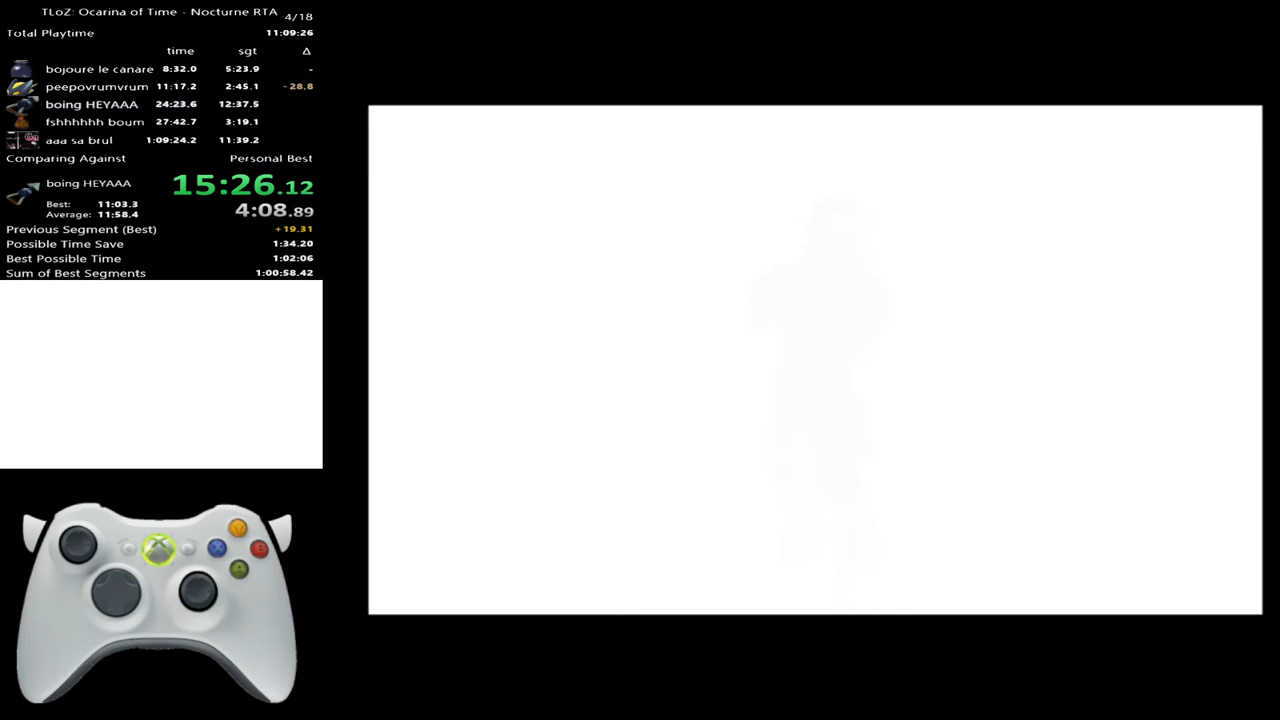 TLoZ: Ocarina of Time - Nocturne RTA
4/18
Total Playtime 11:09:26
time sgt Δ
bojoure le canare 8:32.0 5:23.9 -
peepovrumvrum 11:17.2 2:45.1 - 28.8
boing HEYAAA 24:23.6 12:37.5
fshhhhhh boum 27:42.7 3:19.1
aaa sa brul 1:09:24.2 11:39.2
Comparing Against Personal Best
boing HEYAAA 15:26.12
Best: 11:03.3 4:08.89
Average: 11:58.4
Previous Segment (Best) + 19.31
Possible Time Save 1:34.20
Best Possible Time 1:02:06
Sum of Best Segments 1:00:58.42
Y
X B
A